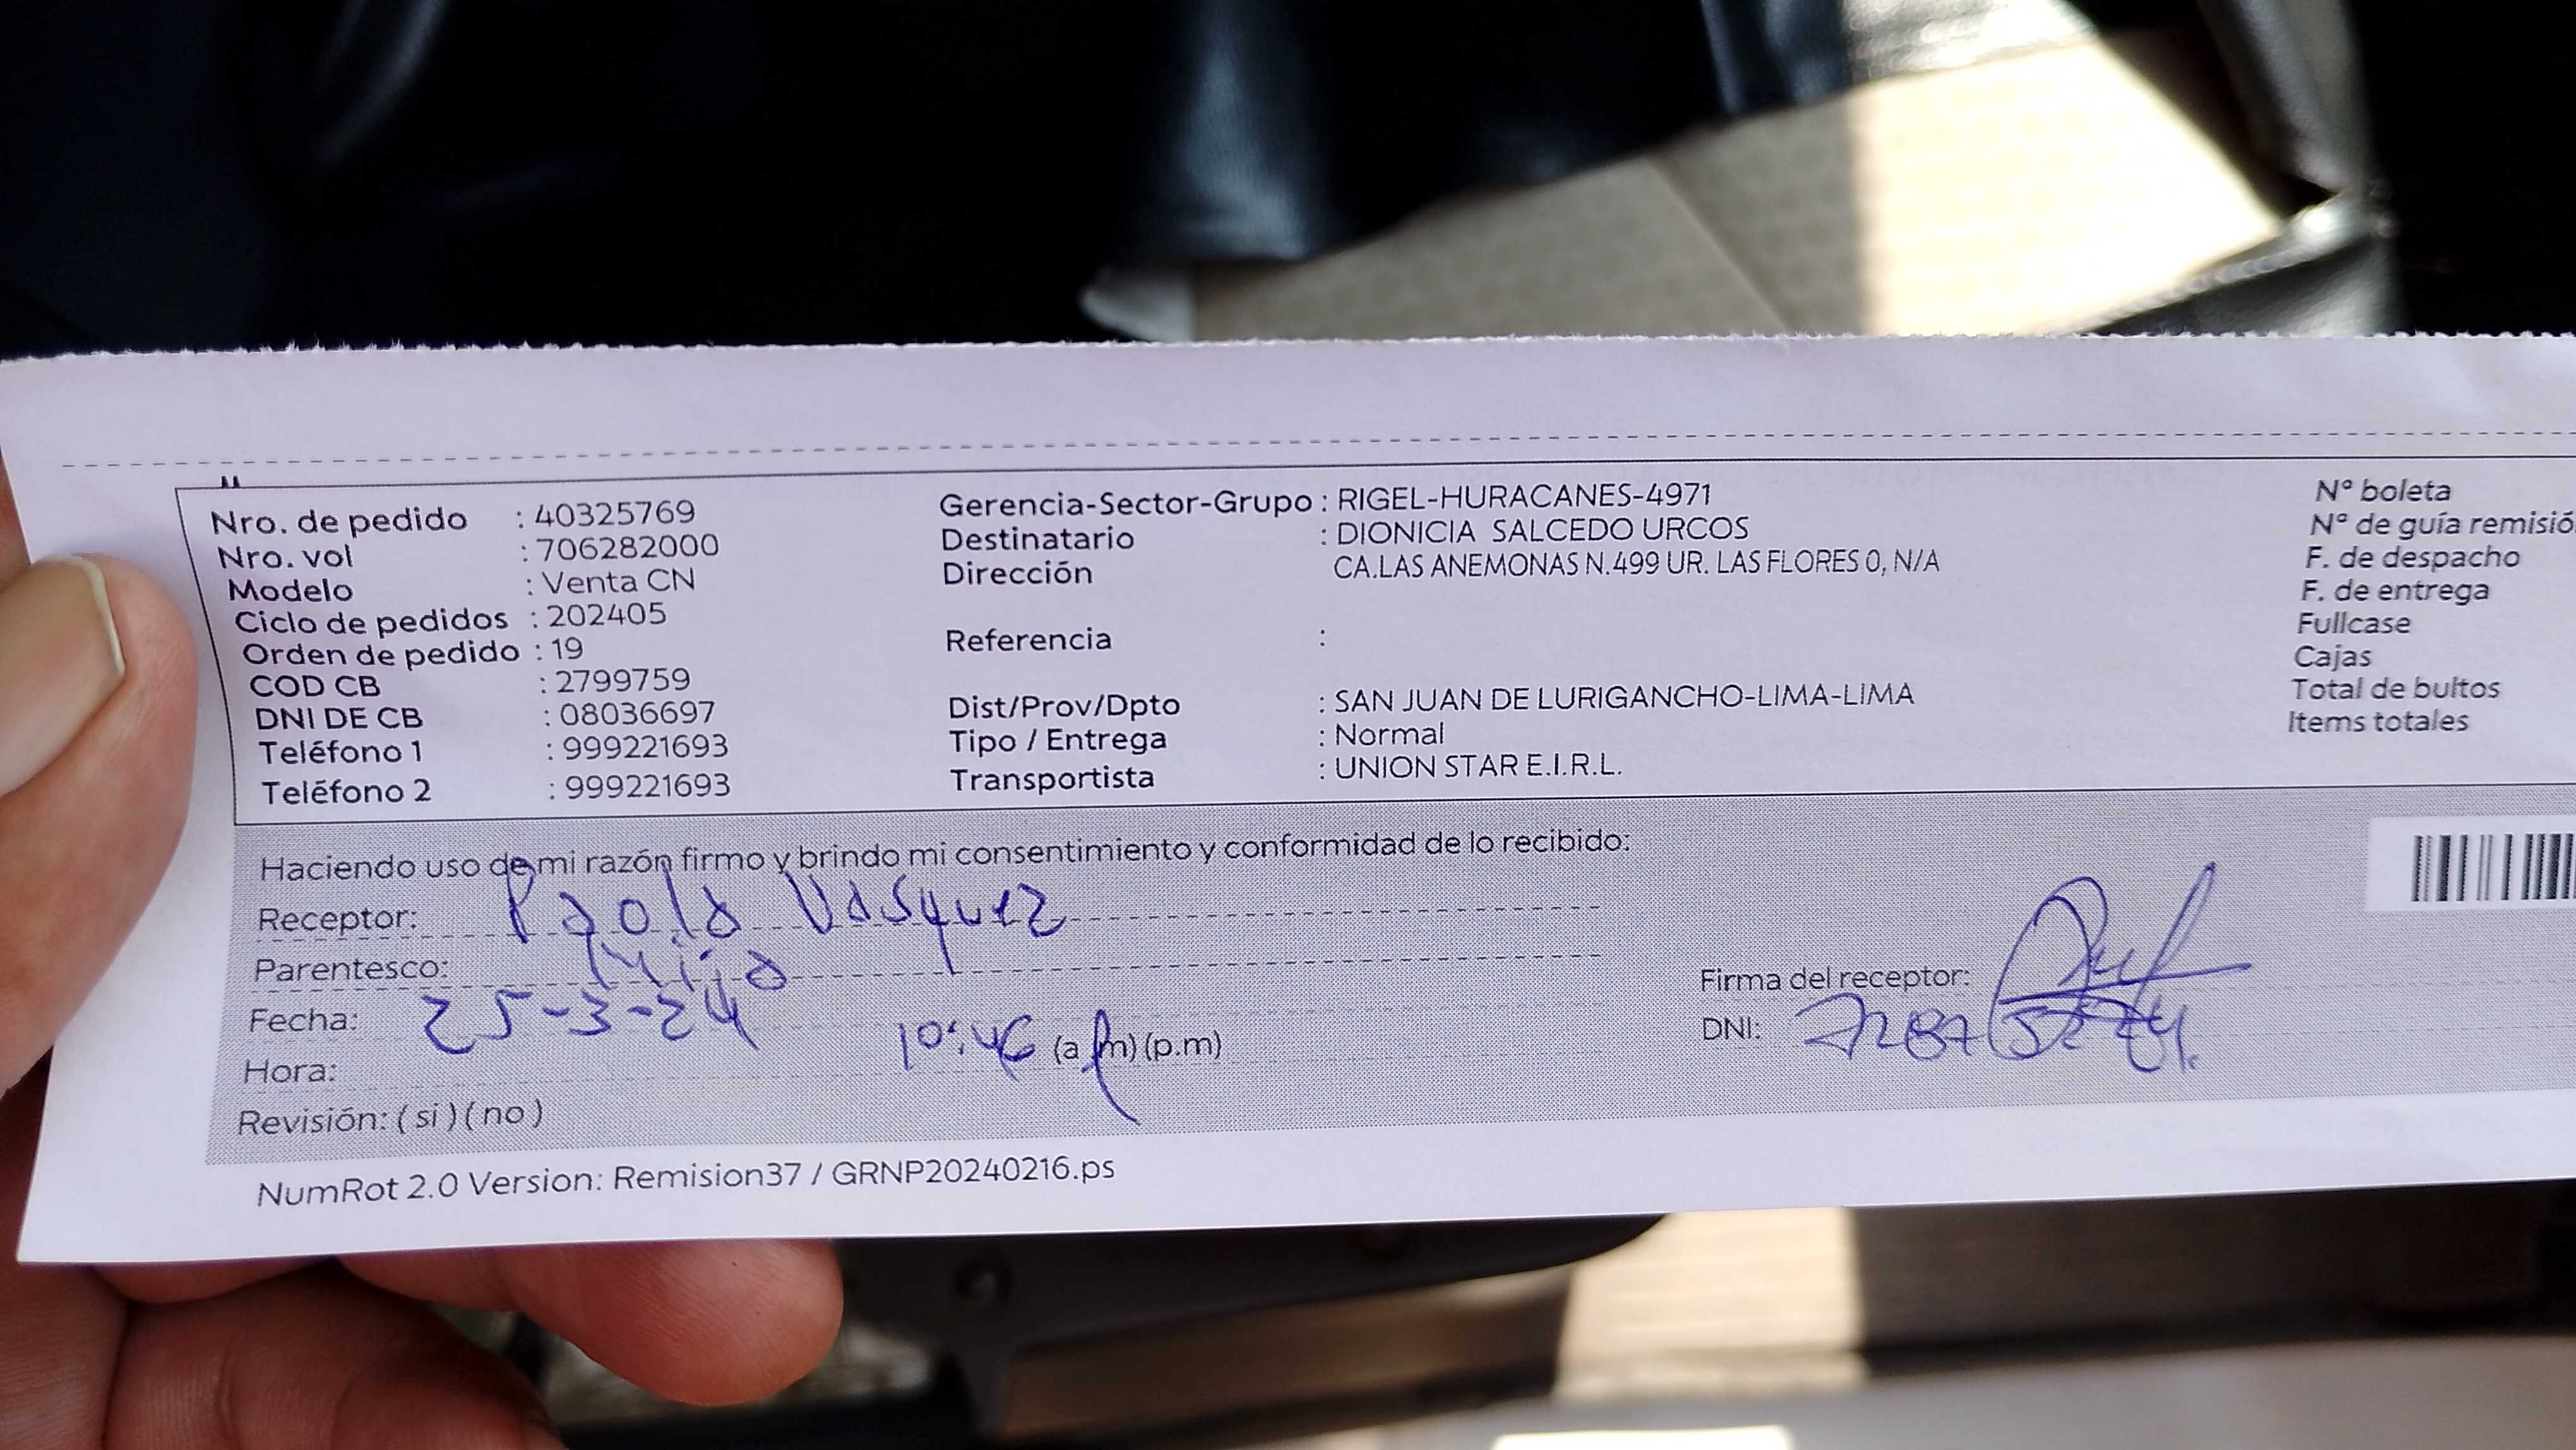 Nro. de pedido : 40325769
Nro. vol : 706282000
Modelo : Venta CN
Ciclo de pedidos : 202405
Orden de pedido : 19
COD CB : 2799759
DNI DE CB : 08036697
Teléfono 1 : 999221693
Teléfono 2 : 999221693
Gerencia-Sector-Grupo : RIGEL-HURACANES-4971
Destinatario : DIONICIA SALCEDO URCOS
Dirección CA.LAS ANEMONAS N.499 UR. LAS FLORES 0, N/A
Referencia :
Dist/Prov/Dpto : SAN JUAN DE LURIGANCHO-LIMA-LIMA
Tipo / Entrega : Normal
Transportista : UNION STAR E.I.R.L.
N° boleta
N° de guía remisió
F. de despacho
F. de entrega
Fullcase
Cajas
Total de bultos
Items totales
Haciendo uso de mi razón firmo y brindo mi consentimiento y conformidad de lo recibido:
Receptor: Paola Vasquez
Parentesco: hija
Fecha: 25-3-24
Hora: 10:46 (a.m) (p.m)
Revisión: ( si ) ( no )
Firma del receptor:
DNI:
NumRot 2.0 Version: Remision37 / GRNP20240216.ps